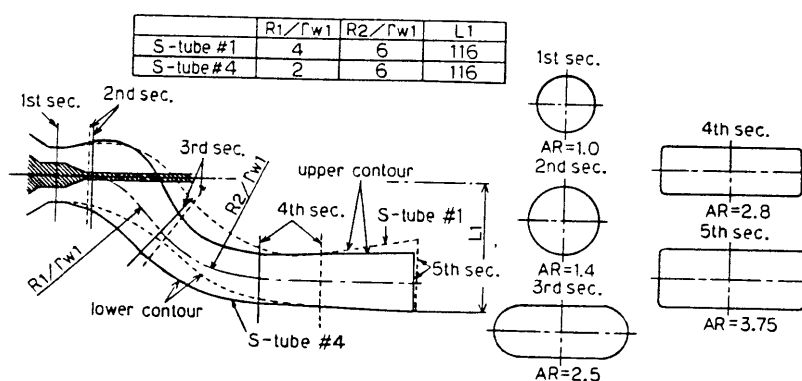 R1/rw1 R2/rw1 L1
S-tube #1 4 6 116
S-tube #4 2 6 116
1st sec.
2nd sec.
3rd sec.
R2/rw1
upper contour
4th sec.
S-tube #1
L1
5th sec.
R1/rw1
lower contour
S-tube #4
1st sec.
AR=1.0
2nd sec.
AR=1.4
3rd sec.
AR=2.5
4th sec.
AR=2.8
5th sec.
AR=3.75